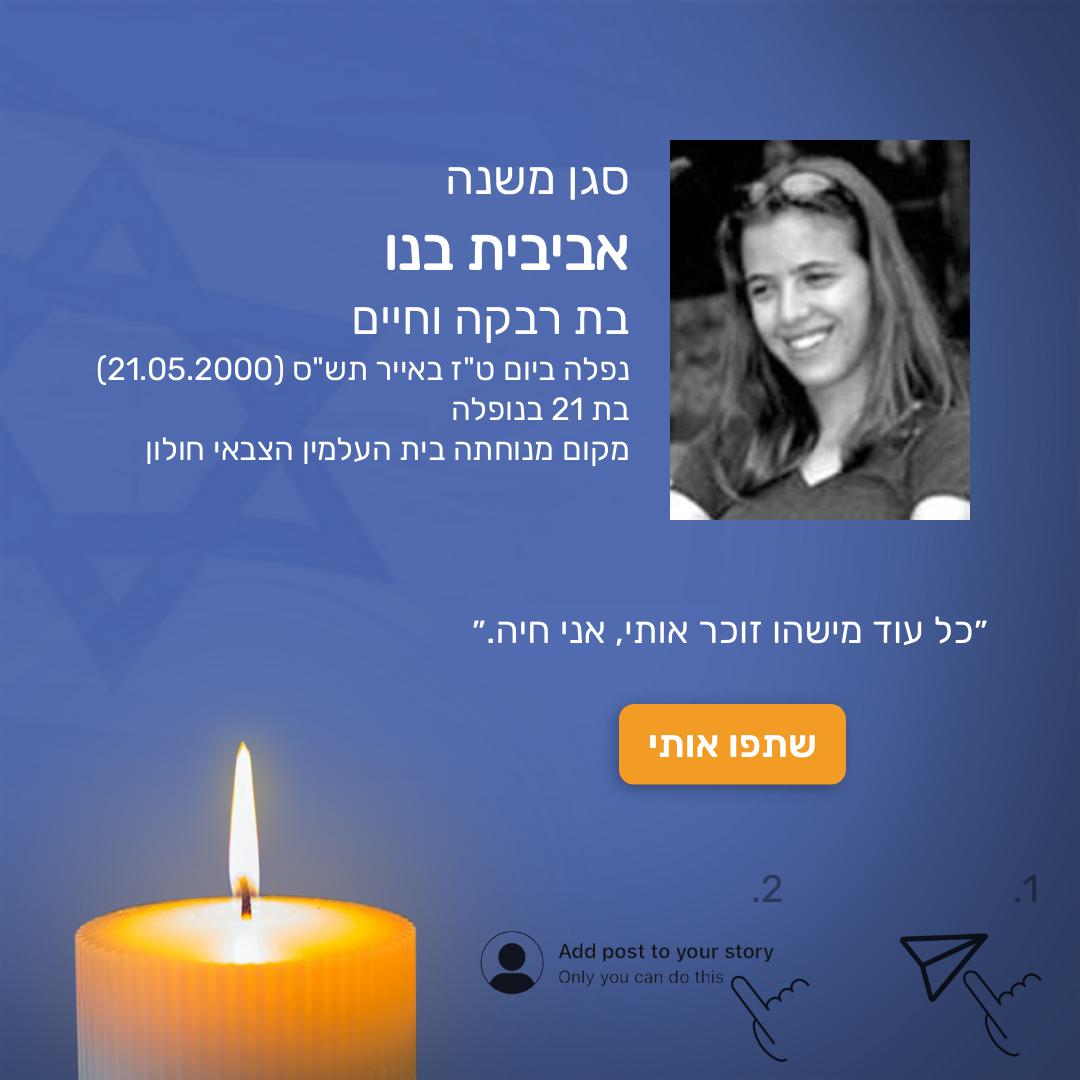 סגן משנה
אביבית בנו
בת רבקה וחיים
נפלה ביום ט"ז באייר תש"ס (21.05.2000)
בת 21 בנופלה
מקום מנוחתה בית העלמין הצבאי חולון
״כל עוד מישהו זוכר אותי, אני חיה.״
שתפו אותי
.1
.2
Add post to your story
Only you can do this